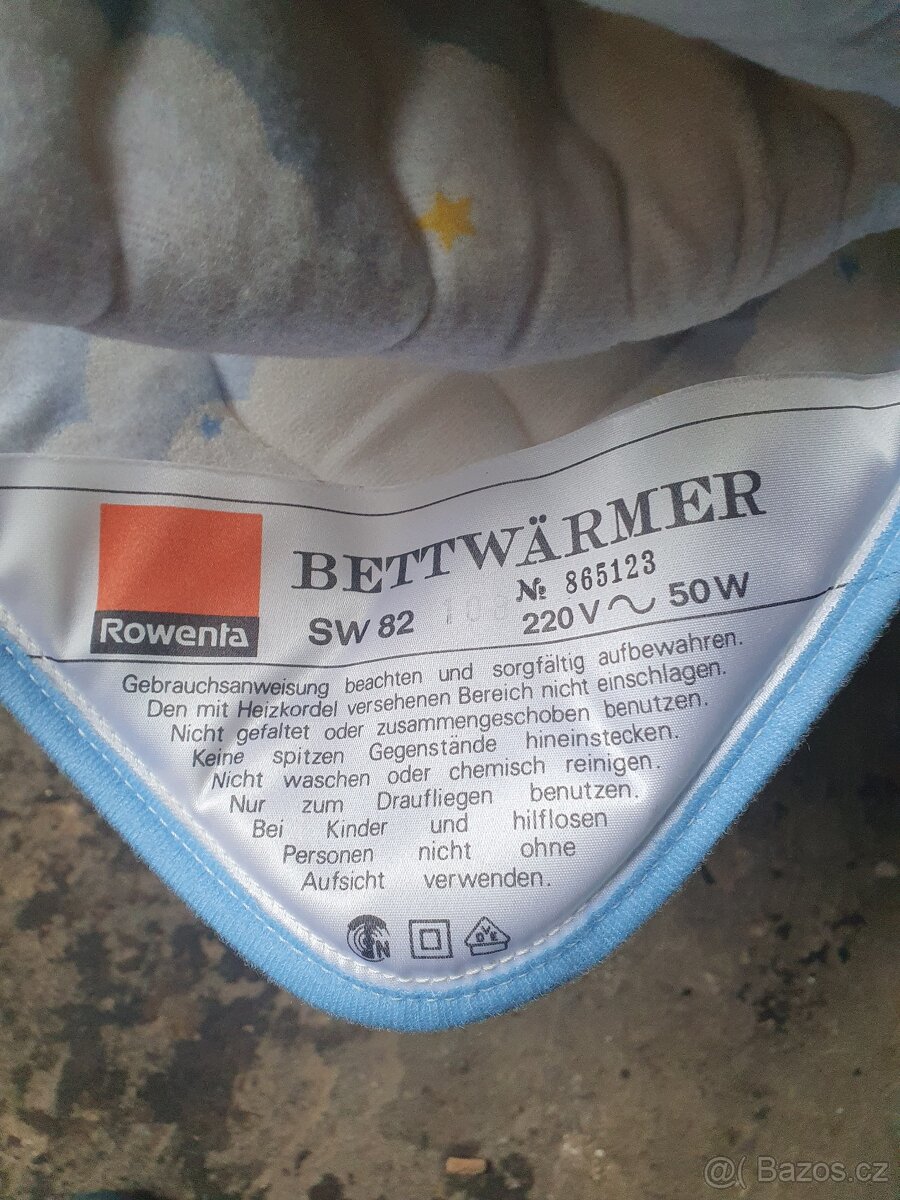 BETTWÄRMER
Rowenta
SW 82
№ 865123
220 V ~ 50 W
Gebrauchsanweisung beachten und sorgfältig aufbewahren.
Den mit Heizkordel versehenen Bereich nicht einschlagen.
Nicht gefaltet oder zusammengeschoben benutzen.
Keine spitzen Gegenstände hineinstecken.
Nicht waschen oder chemisch reinigen.
Nur zum Draufliegen benutzen.
Bei Kinder und hilflosen
Personen nicht ohne
Aufsicht verwenden.
N
VDE
@( Bazos.cz